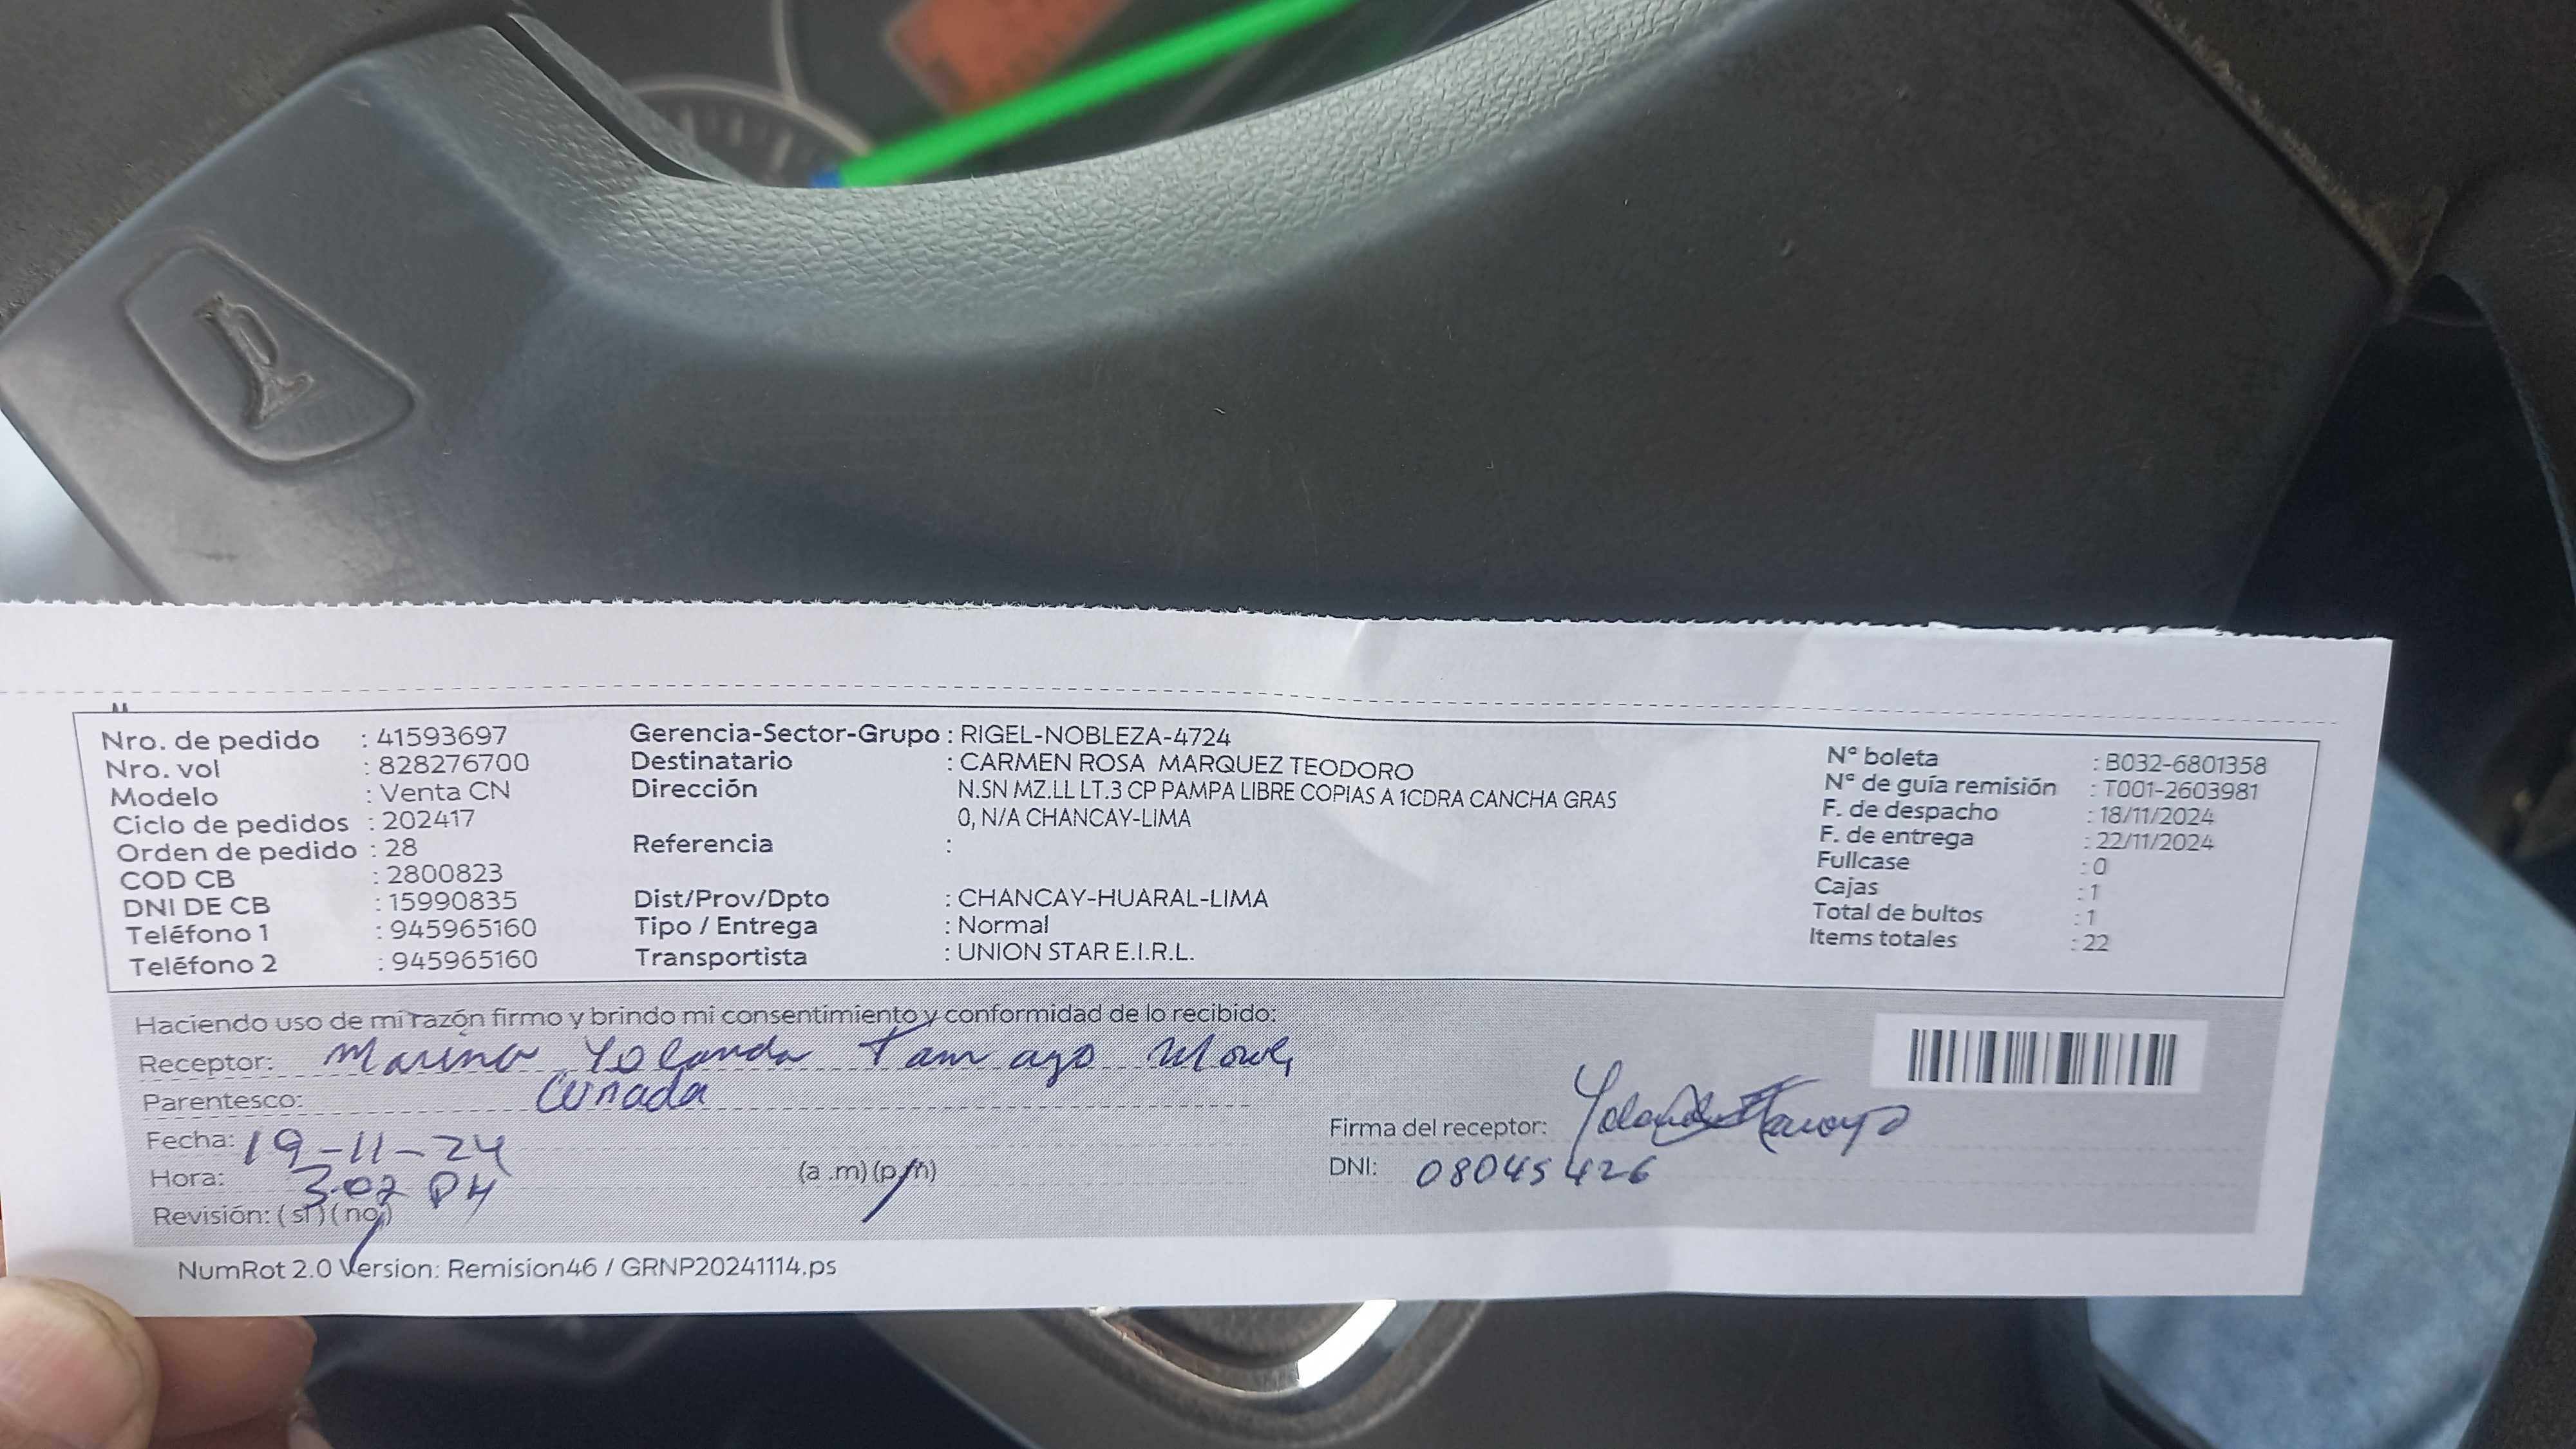 Nro. de pedido : 41593697
Nro. vol : 828276700
Modelo : Venta CN
Ciclo de pedidos : 202417
Orden de pedido : 28
COD CB : 2800823
DNI DE CB : 15990835
Teléfono 1 : 945965160
Teléfono 2 : 945965160
Gerencia-Sector-Grupo : RIGEL-NOBLEZA-4724
Destinatario : CARMEN ROSA MARQUEZ TEODORO
Dirección N.SN MZ.LL LT.3 CP PAMPA LIBRE COPIAS A 1CDRA CANCHA GRAS
0, N/A CHANCAY-LIMA
Referencia :
Dist/Prov/Dpto : CHANCAY-HUARAL-LIMA
Tipo / Entrega : Normal
Transportista : UNION STAR E.I.R.L.
N° boleta : B032-6801358
N° de guía remisión : T001-2603981
F. de despacho : 18/11/2024
F. de entrega : 22/11/2024
Fullcase : 0
Cajas : 1
Total de bultos : 1
Items totales : 22
Haciendo uso de mi razón firmo y brindo mi consentimiento y conformidad de lo recibido:
Receptor: Marina Yolanda Tamayo
Parentesco: Cuñada
Fecha: 19-11-24
Hora: 3:07 PM (a .m) (p.m)
Revisión: ( si ) ( no )
Firma del receptor: Yolanda Tamayo
DNI: 08045426
NumRot 2.0 Version: Remision46 / GRNP20241114.ps